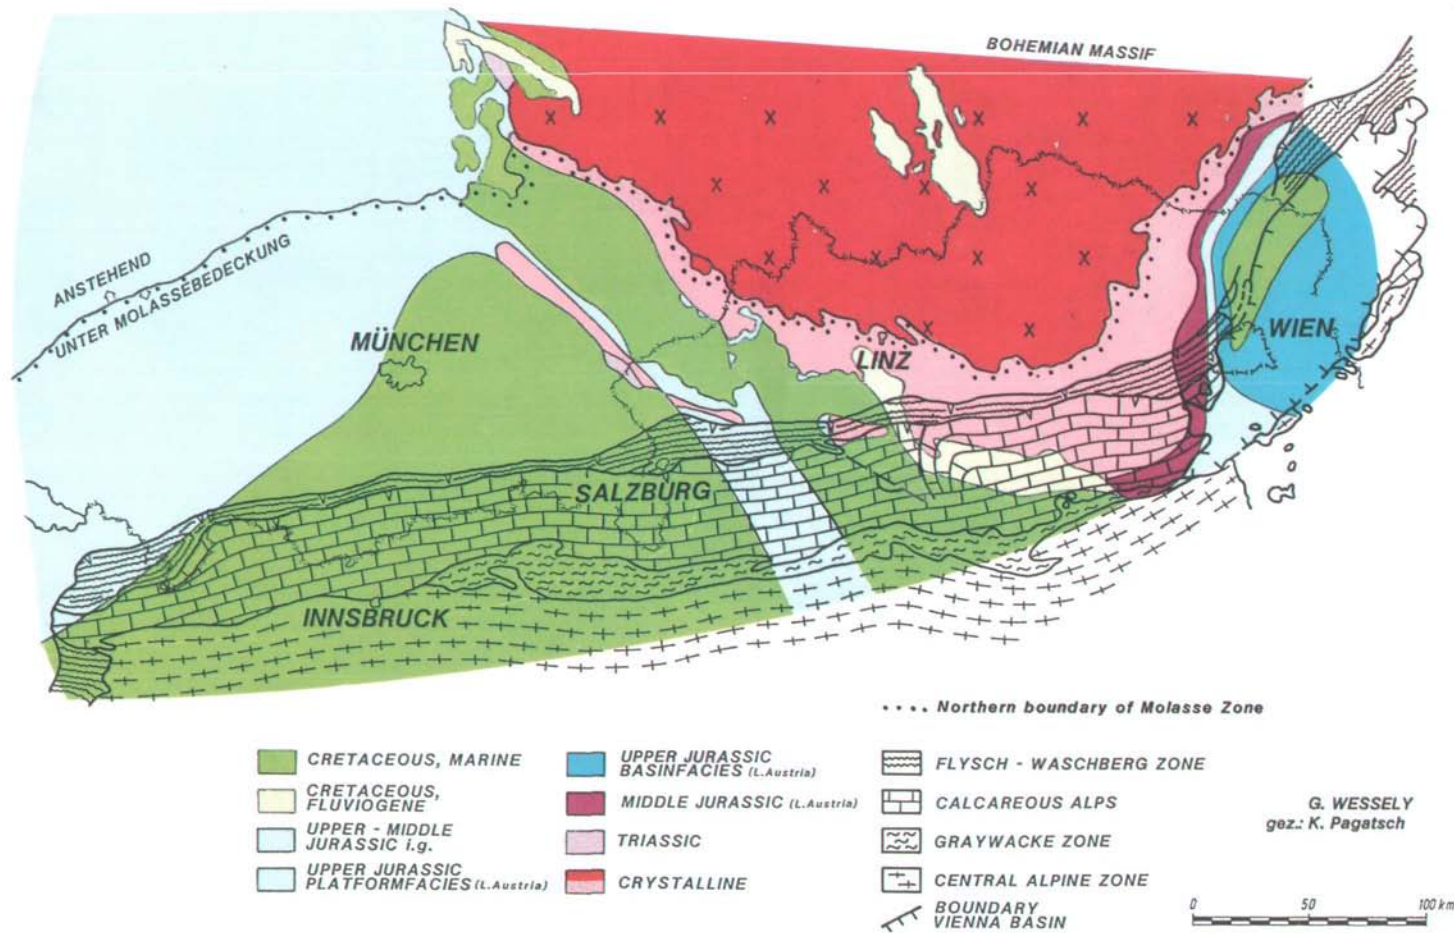 BOHEMIAN MASSIF
ANSTEHEND
UNTER MOLASSEBEDECKUNG
MÜNCHEN
LINZ
WIEN
SALZBURG
INNSBRUCK
.... Northern boundary of Molasse Zone
CRETACEOUS, MARINE
CRETACEOUS,
FLUVIOGENE
UPPER - MIDDLE
JURASSIC i.g.
UPPER JURASSIC
PLATFORMFACIES (L.Austria)
UPPER JURASSIC
BASINFACIES (L.Austria)
MIDDLE JURASSIC (L.Austria)
TRIASSIC
CRYSTALLINE
FLYSCH - WASCHBERG ZONE
CALCAREOUS ALPS
GRAYWACKE ZONE
CENTRAL ALPINE ZONE
BOUNDARY
VIENNA BASIN
G. WESSELY
gez.: K. Pagatsch
0 50 100 km